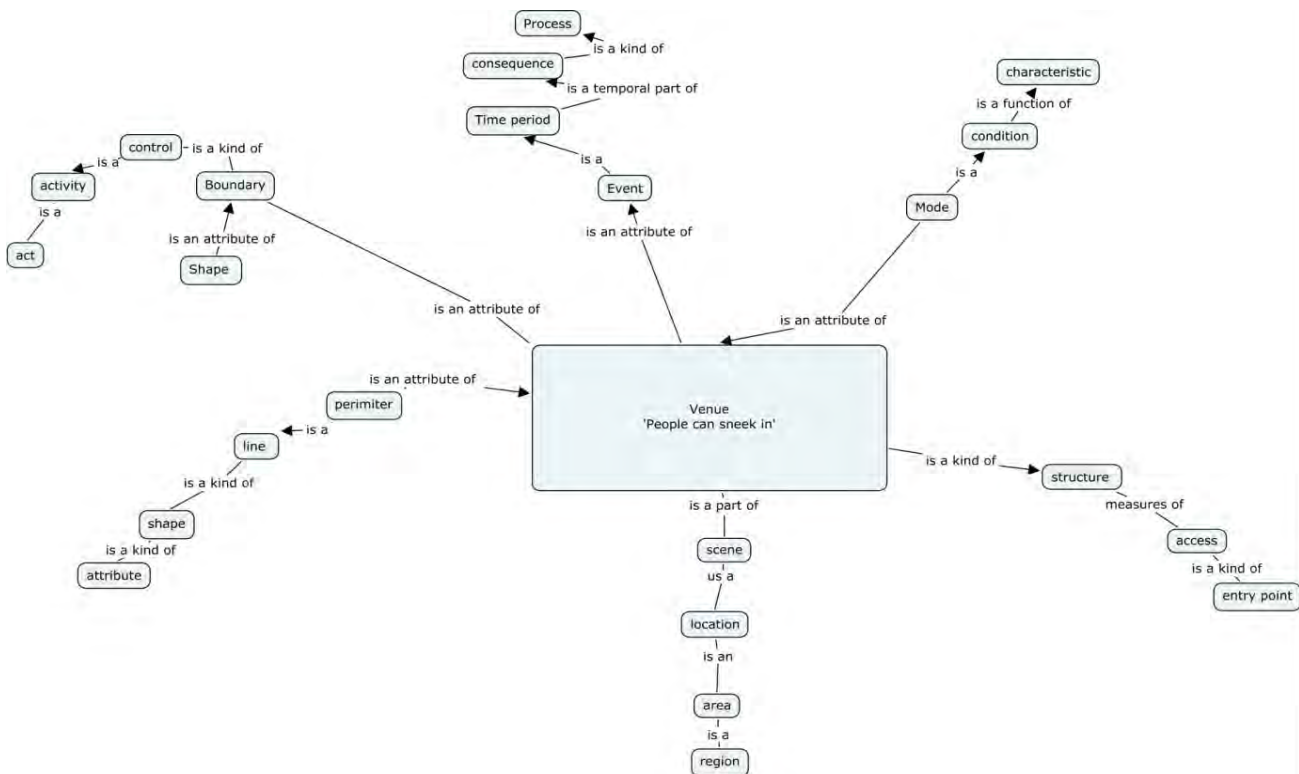 Process
is a kind of
consequence
is a temporal part of
Time period
is a
Event
is an attribute of
characteristic
is a function of
condition
is a
Mode
is an attribute of
control
is a kind of
is a
activity
is a
act
Boundary
is an attribute of
Shape
is an attribute of
Venue
'People can sneek in'
is an attribute of
perimiter
is a
line
is a kind of
shape
is a kind of
attribute
is a part of
scene
us a
location
is an
area
is a
region
is a kind of
structure
measures of
access
is a kind of
entry point